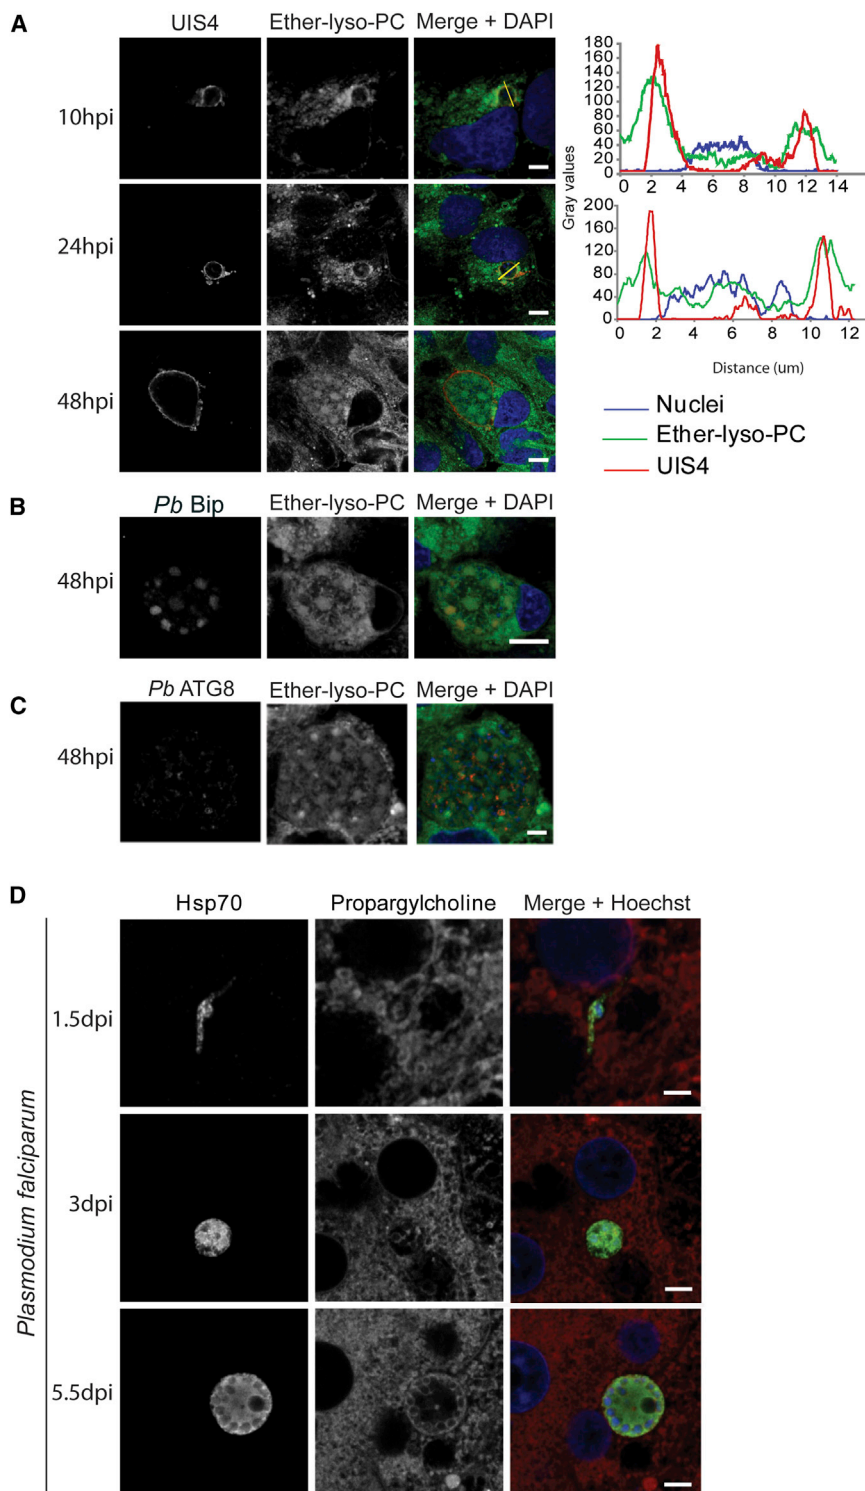 A
UIS4 Ether-lyso-PC Merge + DAPI
10hpi
24hpi
48hpi
Gray values
180
160
140
120
100
80
60
40
20
0
0 2 4 6 8 10 12 14
200
160
120
80
40
0
0 2 4 6 8 10 12
Distance (um)
Nuclei
Ether-lyso-PC
UIS4
B
Pb Bip Ether-lyso-PC Merge + DAPI
48hpi
C
Pb ATG8 Ether-lyso-PC Merge + DAPI
48hpi
D
Hsp70 Propargylcholine Merge + Hoechst
Plasmodium falciparum
1.5dpi
3dpi
5.5dpi